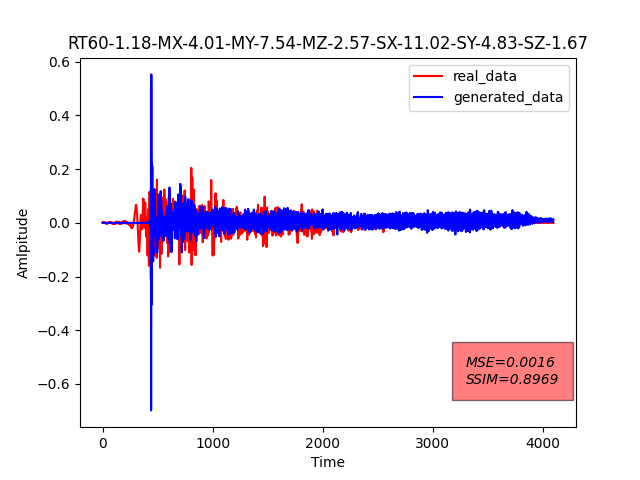 RT60-1.18-MX-4.01-MY-7.54-MZ-2.57-SX-11.02-SY-4.83-SZ-1.67
real_data
generated_data
0.6
0.4
0.2
0.0
−0.2
−0.4
−0.6
Amlpitude
MSE=0.0016
SSIM=0.8969
0 1000 2000 3000 4000
Time